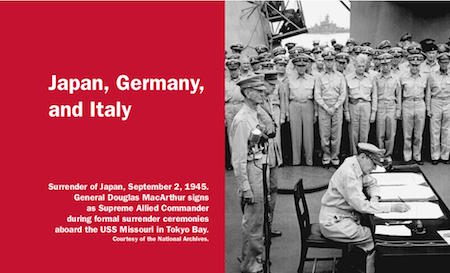 Japan, Germany,
and Italy
Surrender of Japan, September 2, 1945.
General Douglas MacArthur signs
as Supreme Allied Commander
during formal surrender ceremonies
aboard the USS Missouri in Tokyo Bay.
Courtesy of the National Archives.